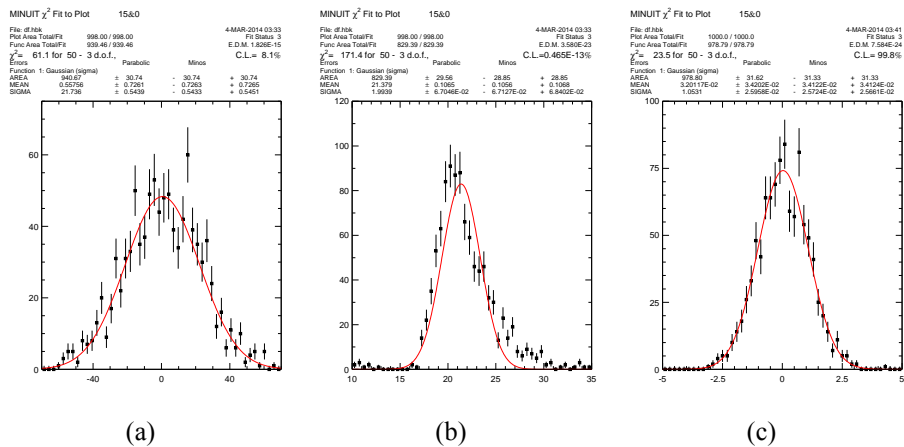 MINUIT χ² Fit to Plot 15&0
File: df.hbk 4-MAR-2014 03:33
Plot Area Total/Fit 998.00 / 998.00 Fit Status 3
Func Area Total/Fit 939.46 / 939.46 E.D.M. 1.826E-15
χ²= 61.1 for 50 - 3 d.o.f., C.L.= 8.1%
Errors Parabolic Minos
Function 1: Gaussian (sigma)
AREA 940.67 ± 30.74 - 30.74 + 30.74
MEAN 0.55756 ± 0.7261 - 0.7263 + 0.7265
SIGMA 21.736 ± 0.5439 - 0.5433 + 0.5451
60
40
20
0
-40 0 40
(a)
MINUIT χ² Fit to Plot 15&0
File: df.hbk 4-MAR-2014 03:33
Plot Area Total/Fit 998.00 / 998.00 Fit Status 3
Func Area Total/Fit 829.39 / 829.39 E.D.M. 3.580E-23
χ²= 171.4 for 50 - 3 d.o.f., C.L.=0.465E-13%
Errors Parabolic Minos
Function 1: Gaussian (sigma)
AREA 829.39 ± 29.56 - 28.85 + 28.85
MEAN 21.379 ± 0.1065 - 0.1056 + 0.1068
SIGMA 1.9939 ± 6.7046E-02 - 6.7127E-02 + 6.8402E-02
120
100
80
60
40
20
0
10 15 20 25 30 35
(b)
MINUIT χ² Fit to Plot 15&0
File: df.hbk 4-MAR-2014 03:41
Plot Area Total/Fit 1000.0 / 1000.0 Fit Status 3
Func Area Total/Fit 978.79 / 978.79 E.D.M. 7.584E-24
χ²= 23.5 for 50 - 3 d.o.f., C.L.= 99.8%
Errors Parabolic Minos
Function 1: Gaussian (sigma)
AREA 978.80 ± 31.62 - 31.33 + 31.33
MEAN 3.20117E-02 ± 3.4202E-02 - 3.4122E-02 + 3.4124E-02
SIGMA 1.0531 ± 2.5958E-02 - 2.5724E-02 + 2.5661E-02
100
75
50
25
0
-5 -2.5 0 2.5 5
(c)